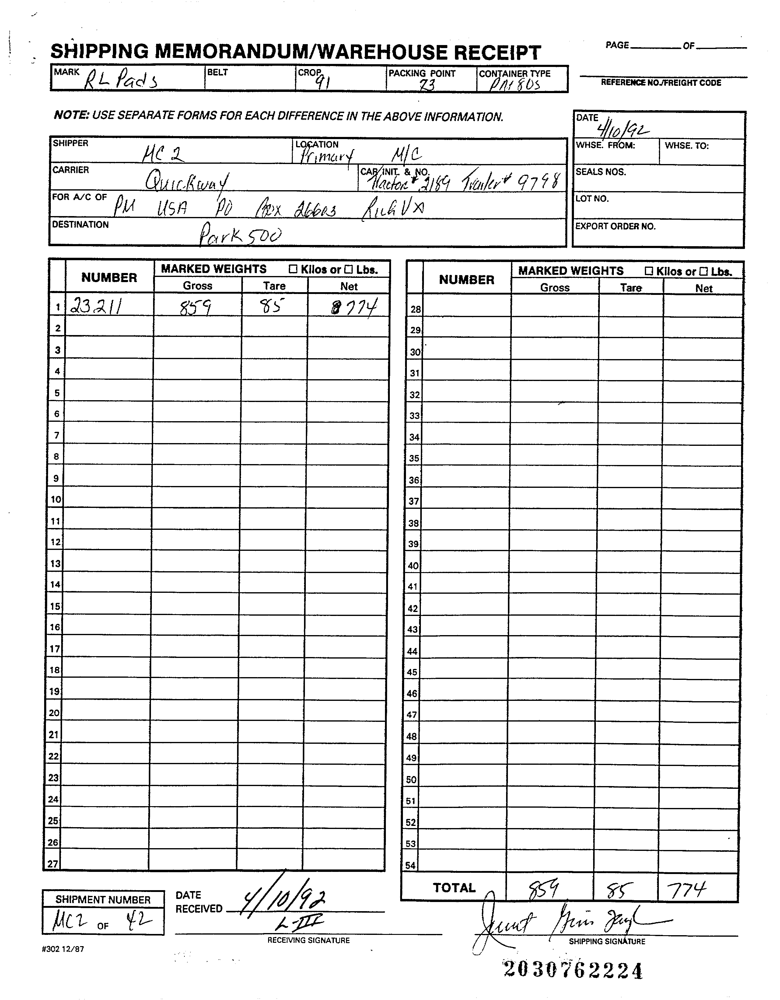 PAGE ______ OF ______
SHIPPING MEMORANDUM/WAREHOUSE RECEIPT
MARK RL Pads BELT CROP 91 PACKING POINT 23 CONTAINER TYPE
REFERENCE NO./FREIGHT CODE
NOTE: USE SEPARATE FORMS FOR EACH DIFFERENCE IN THE ABOVE INFORMATION.
DATE 4/10/92
SHIPPER MC 2 LOCATION Primary M/C
WHSE. FROM: WHSE. TO:
CARRIER Quickway CAR INIT. & NO. Tractor# 2189 Trailer# 9798
SEALS NOS.
FOR A/C OF PM USA PO Box 26603 Rich VA
LOT NO.
DESTINATION Park 500
EXPORT ORDER NO.
NUMBER MARKED WEIGHTS ☐ Kilos or ☐ Lbs. NUMBER MARKED WEIGHTS ☐ Kilos or ☐ Lbs.
Gross Tare Net Gross Tare Net
1 23211 859 85 774 28
2 29
3 30
4 31
5 32
6 33
7 34
8 35
9 36
10 37
11 38
12 39
13 40
14 41
15 42
16 43
17 44
18 45
19 46
20 47
21 48
22 49
23 50
24 51
25 52
26 53
27 54
TOTAL 859 85 774
SHIPMENT NUMBER
MC2 OF 42
DATE RECEIVED 4/10/92
L-III
RECEIVING SIGNATURE
SHIPPING SIGNATURE
#302 12/87
2030762224